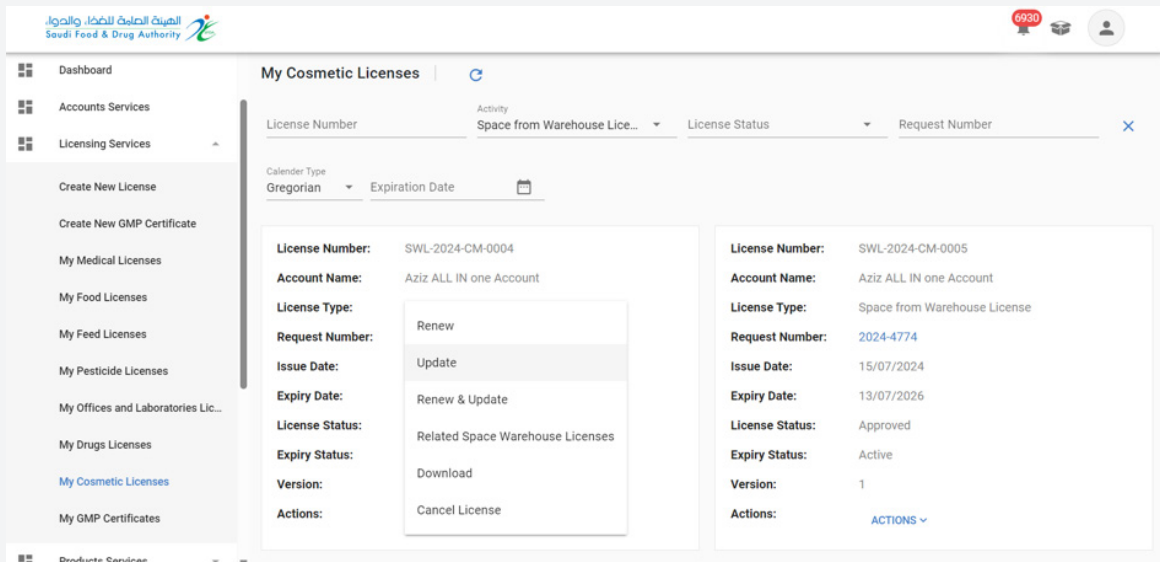 الهيئة العامة للغذاء والدواء
Saudi Food & Drug Authority
6930
Dashboard
Accounts Services
Licensing Services
Create New License
Create New GMP Certificate
My Medical Licenses
My Food Licenses
My Feed Licenses
My Pesticide Licenses
My Offices and Laboratories Lic...
My Drugs Licenses
My Cosmetic Licenses
My GMP Certificates
Products Services
My Cosmetic Licenses
License Number
Activity
Space from Warehouse Lice...
License Status
Request Number
Calender Type
Gregorian
Expiration Date
License Number: SWL-2024-CM-0004
Account Name: Aziz ALL IN one Account
License Type:
Request Number:
Issue Date:
Expiry Date:
License Status:
Expiry Status:
Version:
Actions:
Renew
Update
Renew & Update
Related Space Warehouse Licenses
Download
Cancel License
License Number: SWL-2024-CM-0005
Account Name: Aziz ALL IN one Account
License Type: Space from Warehouse License
Request Number: 2024-4774
Issue Date: 15/07/2024
Expiry Date: 13/07/2026
License Status: Approved
Expiry Status: Active
Version: 1
Actions: ACTIONS